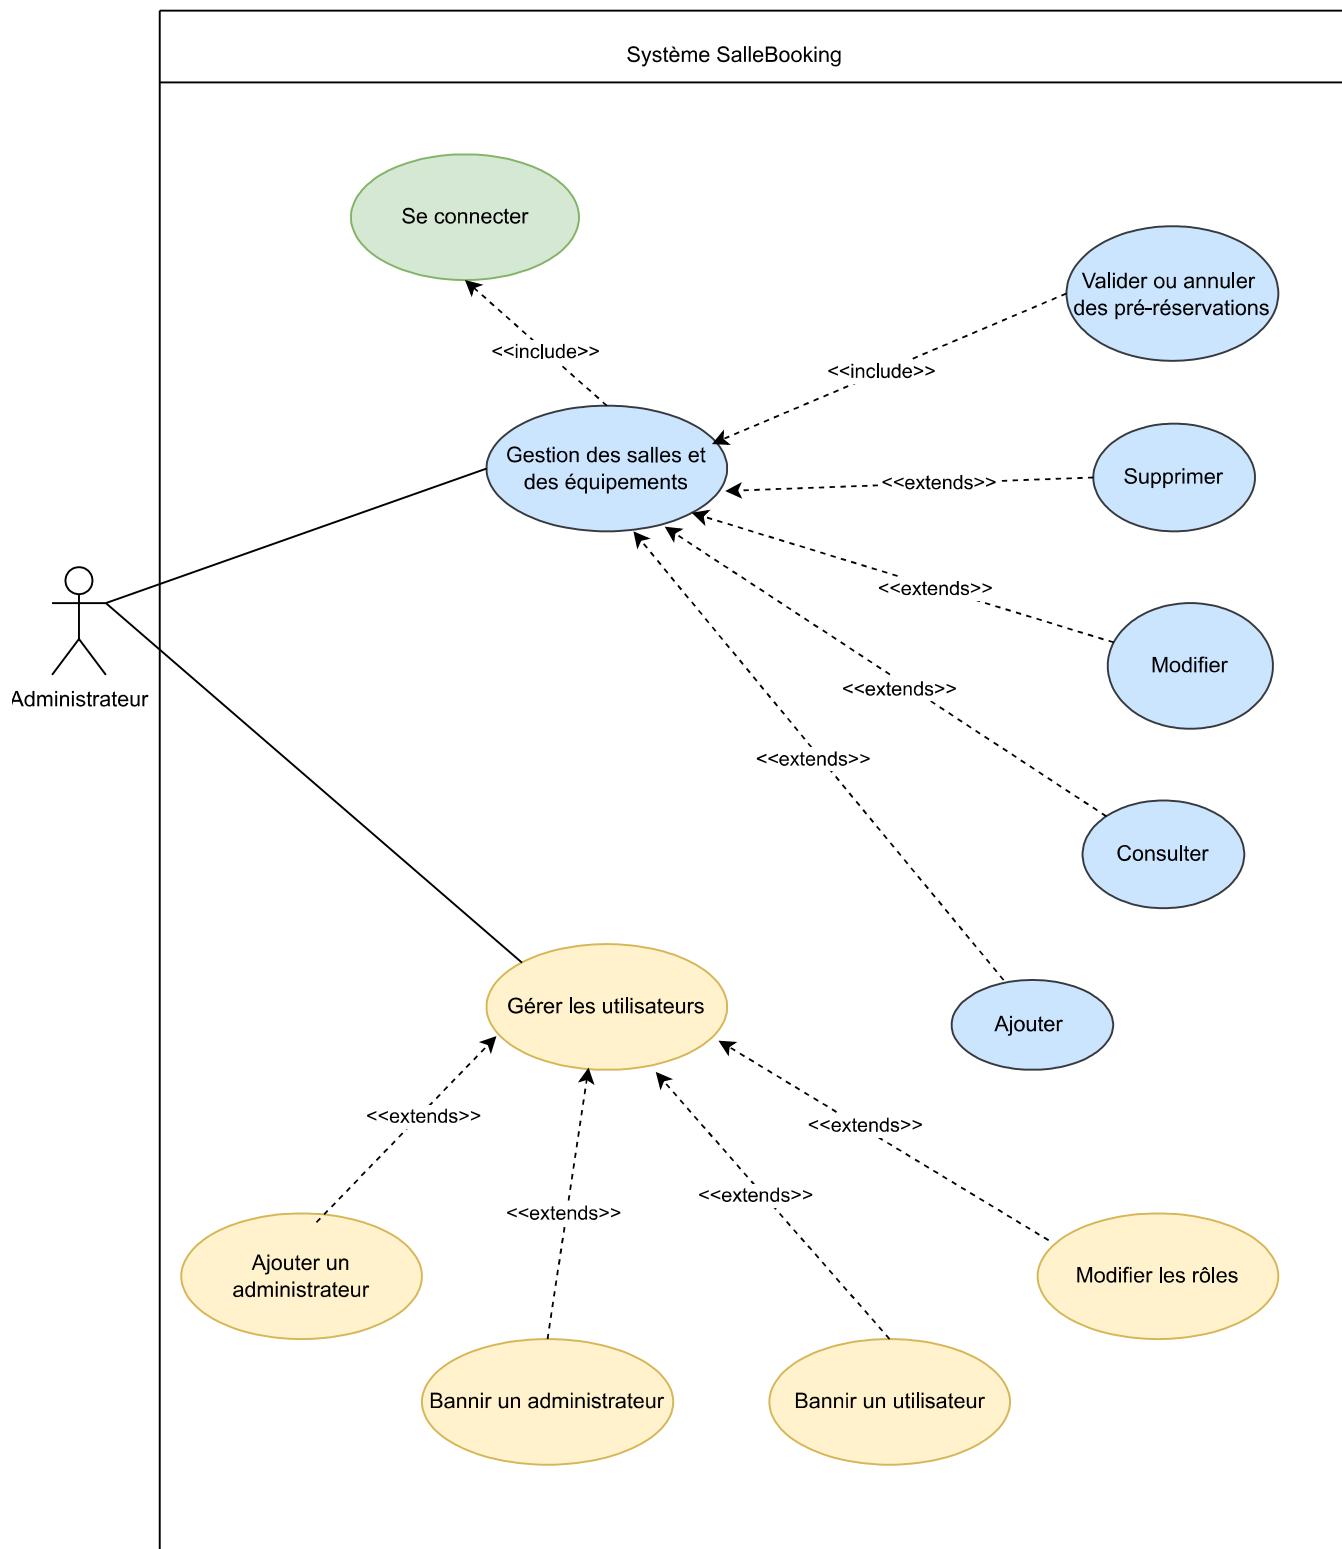 Système SalleBooking
Se connecter
Valider ou annuler
des pré-réservations
<<include>>
<<include>>
Gestion des salles et
des équipements
<<extends>>
Supprimer
<<extends>>
Modifier
Administrateur
<<extends>>
<<extends>>
Consulter
Gérer les utilisateurs
Ajouter
<<extends>>
<<extends>>
<<extends>>
<<extends>>
Ajouter un
administrateur
Modifier les rôles
Bannir un administrateur
Bannir un utilisateur